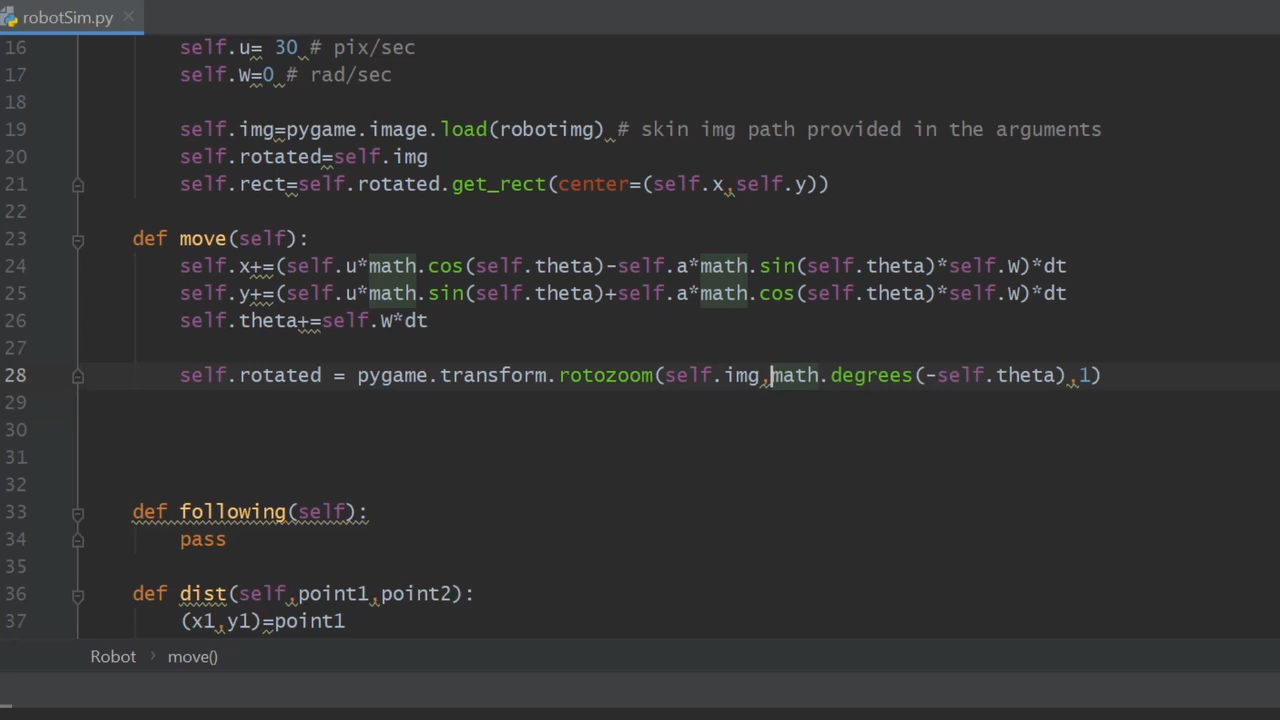 robotSim.py
16 self.u= 30 # pix/sec
17 self.w=0 # rad/sec
18
19 self.img=pygame.image.load(robotimg) # skin img path provided in the arguments
20 self.rotated=self.img
21 self.rect=self.rotated.get_rect(center=(self.x,self.y))
22
23 def move(self):
24 self.x+=(self.u*math.cos(self.theta)-self.a*math.sin(self.theta)*self.w)*dt
25 self.y+=(self.u*math.sin(self.theta)+self.a*math.cos(self.theta)*self.w)*dt
26 self.theta+=self.w*dt
27
28 self.rotated = pygame.transform.rotozoom(self.img,math.degrees(-self.theta),1)
29
30
31
32
33 def following(self):
34 pass
35
36 def dist(self,point1,point2):
37 (x1,y1)=point1
Robot › move()